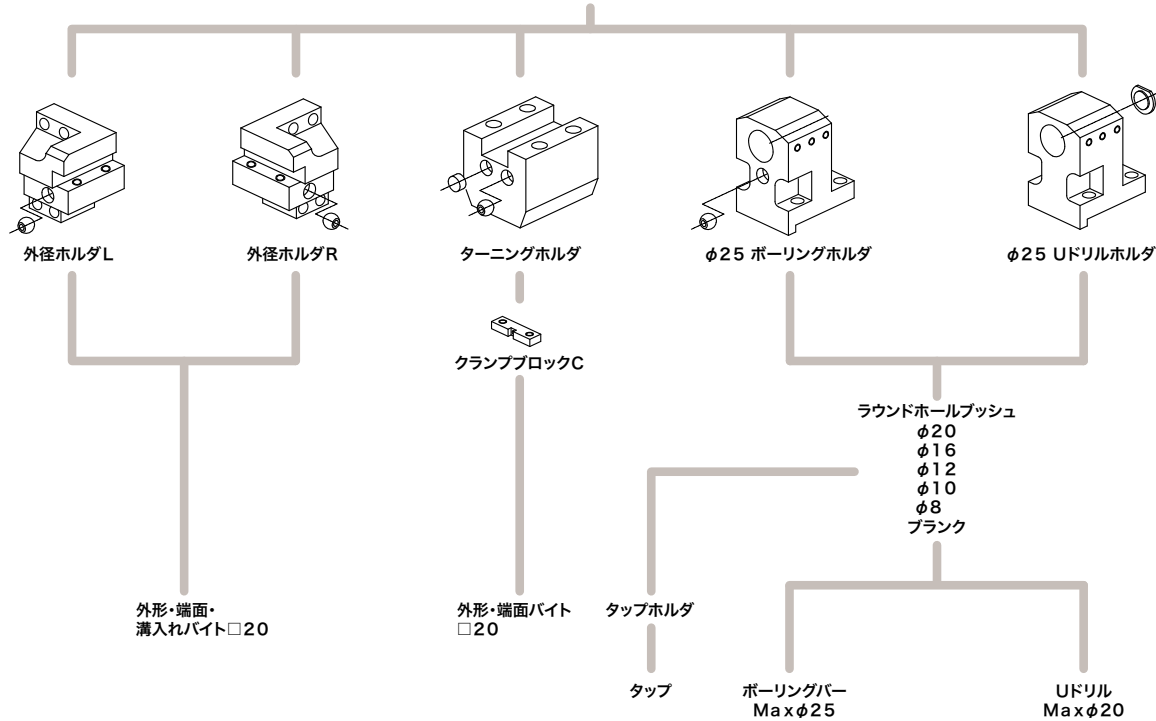 外径ホルダL
外径ホルダR
ターニングホルダ
φ25 ボーリングホルダ
φ25 Uドリルホルダ
クランプブロックC
ラウンドホールブッシュ
φ20
φ16
φ12
φ10
φ8
ブランク
外形・端面・
溝入れバイト□20
外形・端面バイト
□20
タップホルダ
タップ
ボーリングバー
Maxφ25
Uドリル
Maxφ20